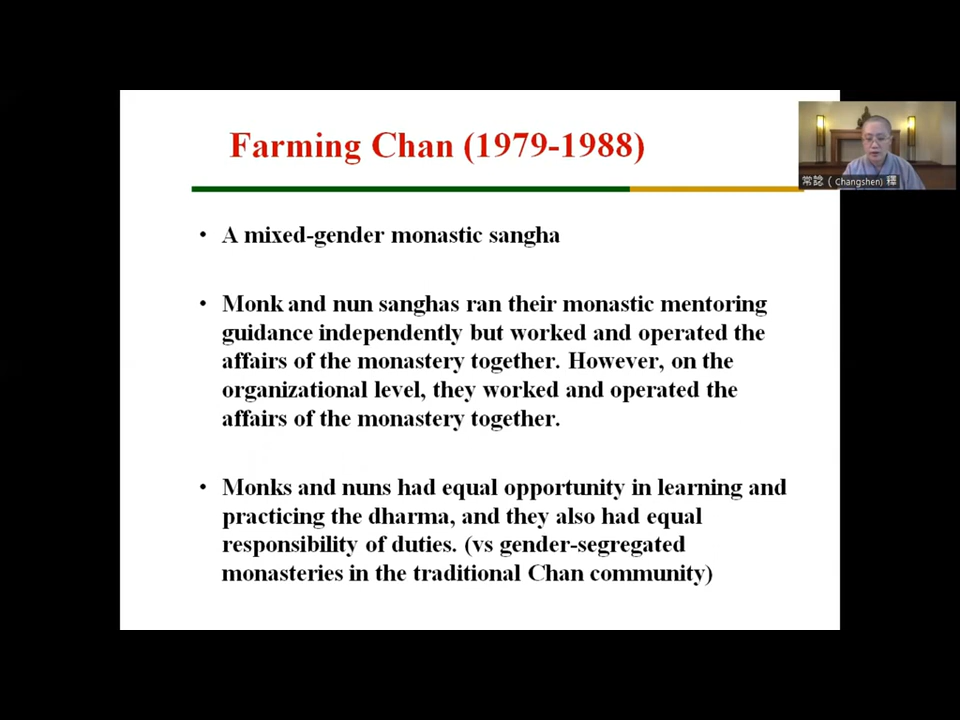 Farming Chan (1979-1988)
常諗 ( Changshen) 釋
• A mixed-gender monastic sangha
• Monk and nun sanghas ran their monastic mentoring
guidance independently but worked and operated the
affairs of the monastery together. However, on the
organizational level, they worked and operated the
affairs of the monastery together.
• Monks and nuns had equal opportunity in learning and
practicing the dharma, and they also had equal
responsibility of duties. (vs gender-segregated
monasteries in the traditional Chan community)